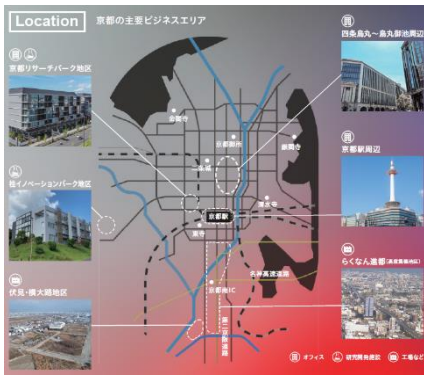 Location 京都の主要ビジネスエリア
京都リサーチパーク地区
桂イノベーションパーク地区
伏見・横大路地区
四条烏丸~烏丸御池周辺
京都駅周辺
らくなん進都(高度集積地区)
金閣寺
京都御所
銀閣寺
二条城
清水寺
京都駅
東寺
名神高速道路
京都南IC
第二京阪道路
オフィス 研究開発施設 工場など